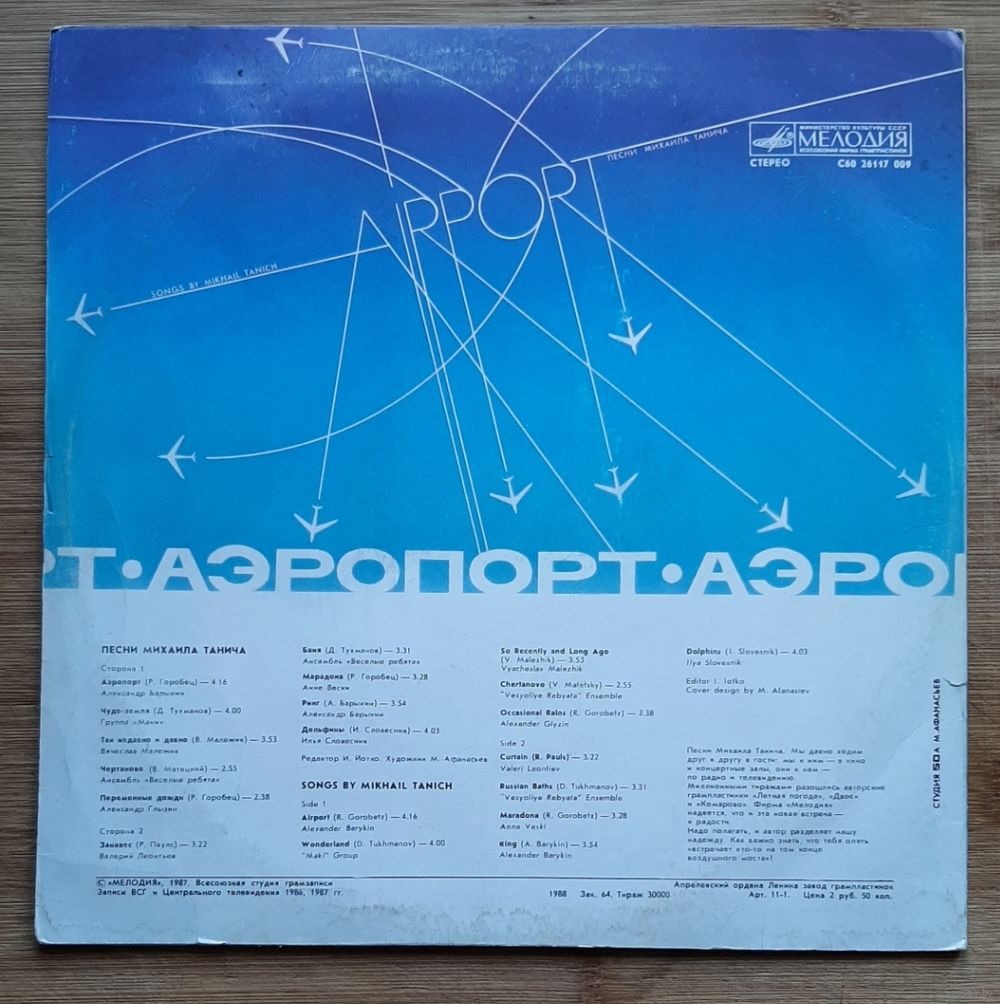 МИНИСТЕРСТВО КУЛЬТУРЫ СССР
МЕЛОДИЯ
ВСЕСОЮЗНАЯ ФИРМА ГРАМПЛАСТИНОК
СТЕРЕО С60 26117 009
ПЕСНИ МИХАИЛА ТАНИЧА
AIRPORT
SONGS BY MIKHAIL TANICH
РТ•АЭРОПОРТ•АЭРОП
ПЕСНИ МИХАИЛА ТАНИЧА
Сторона 1
Аэропорт (Р. Горобец) — 4.16
Александр Барыкин
Чудо-земля (Д. Тухманов) — 4.00
Группа «Маки»
Так недавно и давно (В. Малежик) — 3.53
Вячеслав Малежик
Чертаново (В. Матецкий) — 2.55
Ансамбль «Веселые ребята»
Переменные дожди (Р. Горобец) — 2.38
Александр Глызин
Сторона 2
Занавес (Р. Паулс) — 3.22
Валерий Леонтьев
Баня (Д. Тухманов) — 3.31
Ансамбль «Веселые ребята»
Марадона (Р. Горобец) — 3.28
Анне Вески
Ринг (А. Барыкин) — 3.54
Александр Барыкин
Дельфины (И. Словесник) — 4.03
Илья Словесник
Редактор И. Йотко. Художник М. Афанасьев
SONGS BY MIKHAIL TANICH
Side 1
Airport (R. Gorobetz) — 4.16
Alexander Barykin
Wonderland (D. Tukhmanov) — 4.00
"Maki" Group
So Recently and Long Ago
(V. Malezhik) — 3.53
Vyacheslav Malezhik
Chertanovo (V. Matetsky) — 2.55
"Vesyoliye Rebyata" Ensemble
Occasional Rains (R. Gorobetz) — 2.38
Alexander Glyzin
Side 2
Curtain (R. Pauls) — 3.22
Valeri Leontiev
Russian Baths (D. Tukhmanov) — 3.31
"Vesyoliye Rebyata" Ensemble
Maradona (R. Gorobetz) — 3.28
Anne Veski
King (A. Barykin) — 3.54
Alexander Barykin
Dolphins (I. Slovesnik) — 4.03
Ilya Slovesnik
Editor I. Iotko
Cover design by M. Afanasiev
Песни Михаила Танича. Мы давно ходим
друг к другу в гости: мы к ним — в кино
и концертные залы, они к нам —
по радио и телевидению.
Миллионными тиражами разошлись авторские
грампластинки «Летная погода», «Двое»
и «Комарово». Фирма «Мелодия»
надеется, что и эта новая встреча —
к радости.
Надо полагать, и автор разделяет нашу
надежду. Как важно знать, что тебя опять
«встречает кто-то на том конце
воздушного моста»!
СТУДИЯ 50А М. АФАНАСЬЕВ
© «МЕЛОДИЯ», 1987. Всесоюзная студия грамзаписи
Записи ВСГ и Центрального телевидения 1986, 1987 гг.
1988 Зак. 64, Тираж 30000
Апрелевский ордена Ленина завод грампластинок
Арт. 11-1. Цена 2 руб. 50 коп.